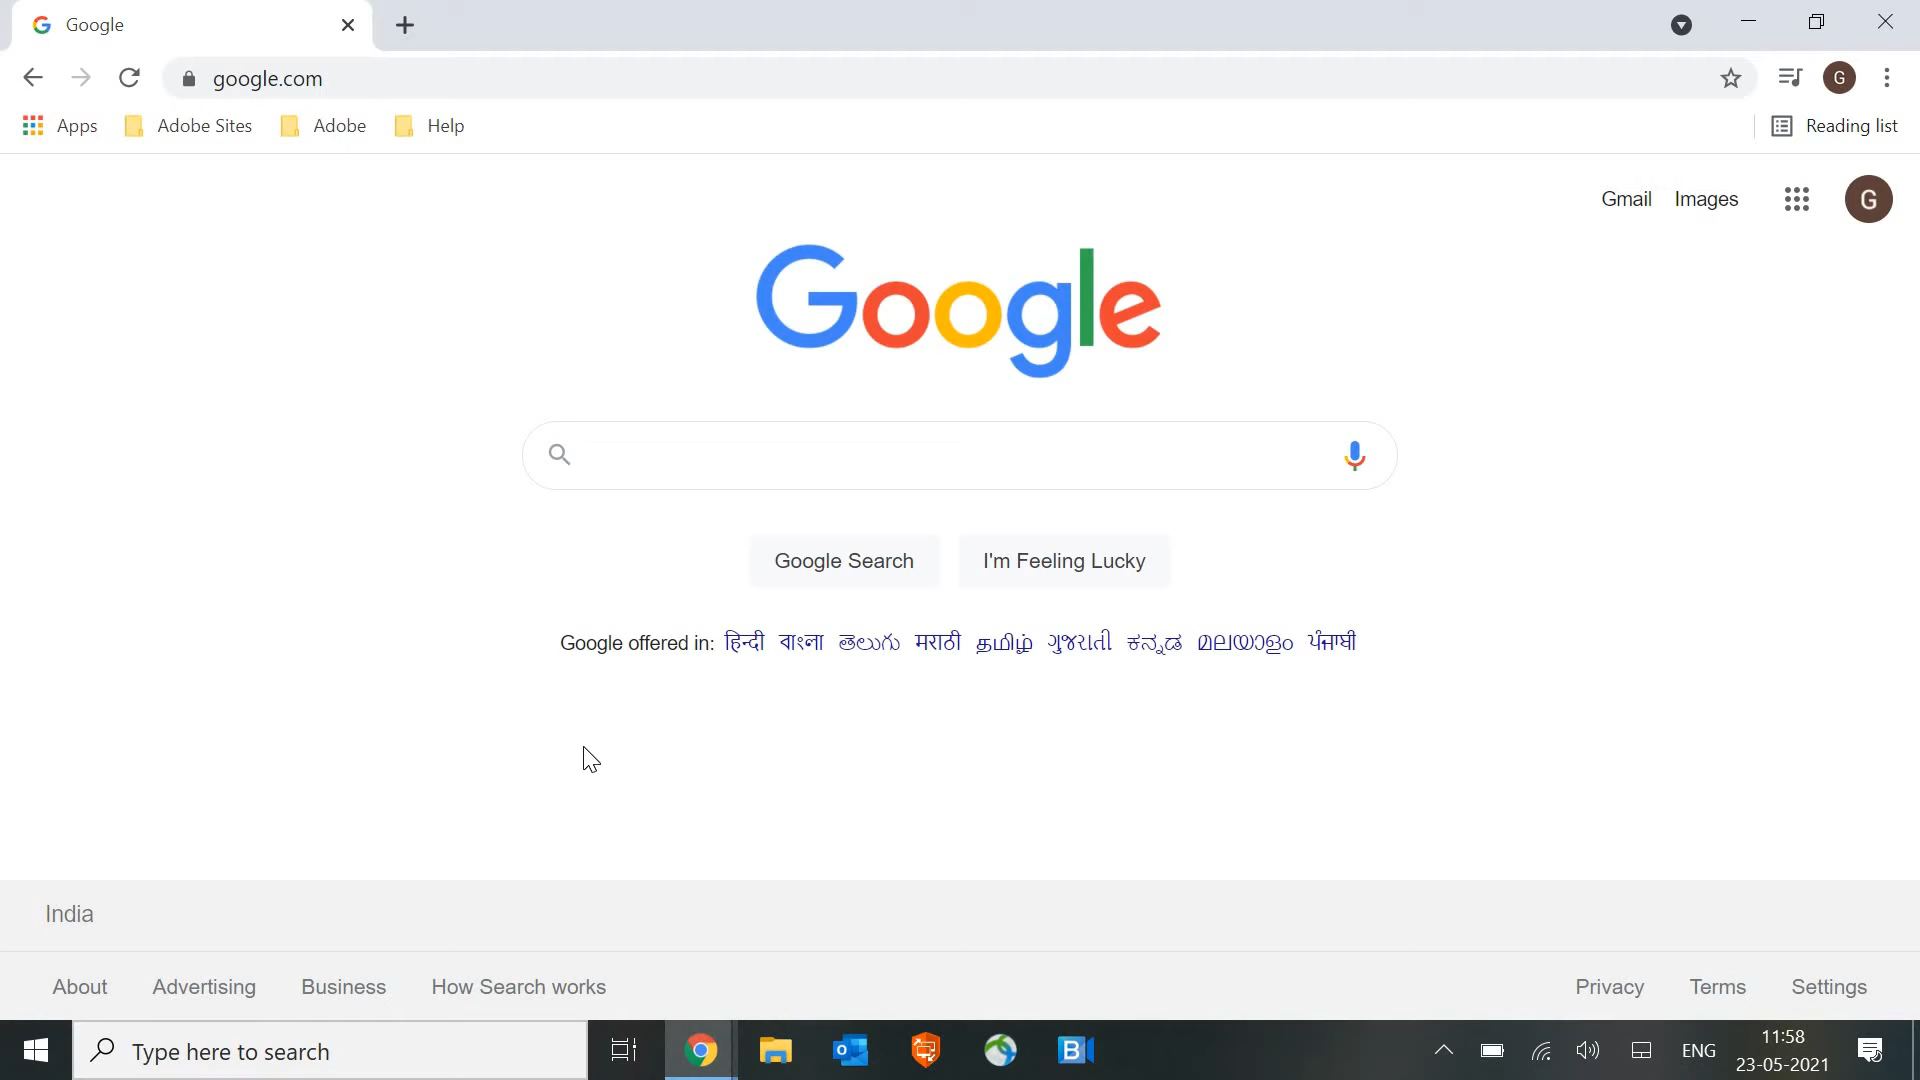 Google
google.com
G
Apps Adobe Sites Adobe Help Reading list
Gmail Images G
Google
Google Search I'm Feeling Lucky
Google offered in: हिन्दी বাংলা తెలుగు मराठी தமிழ் ગુજરાતી ಕನ್ನಡ മലയാളം ਪੰਜਾਬੀ
India
About Advertising Business How Search works Privacy Terms Settings
Type here to search ENG 11:58
23-05-2021